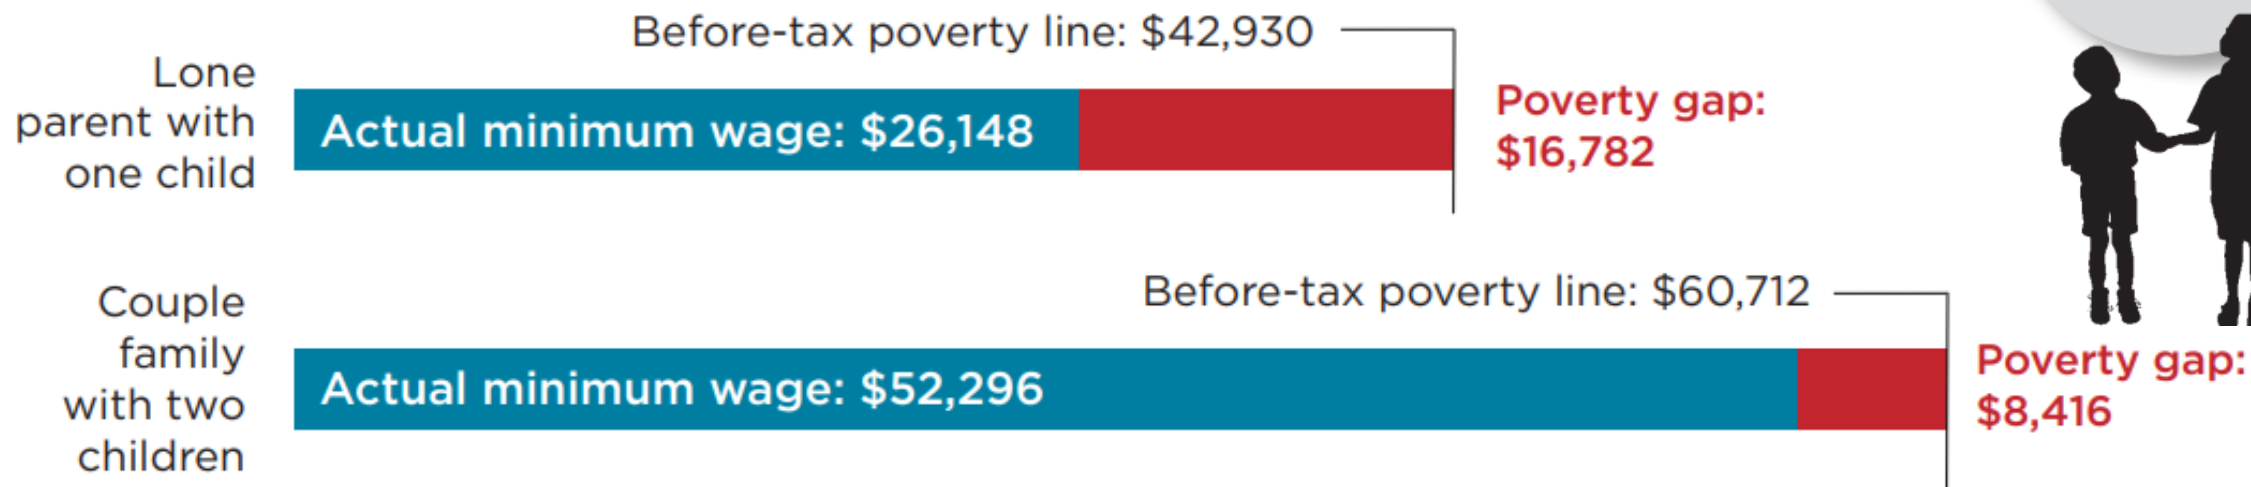 Before-tax poverty line: $42,930
Lone
parent with
one child
Actual minimum wage: $26,148
Poverty gap:
$16,782
Before-tax poverty line: $60,712
Couple
family
with two
children
Actual minimum wage: $52,296
Poverty gap:
$8,416